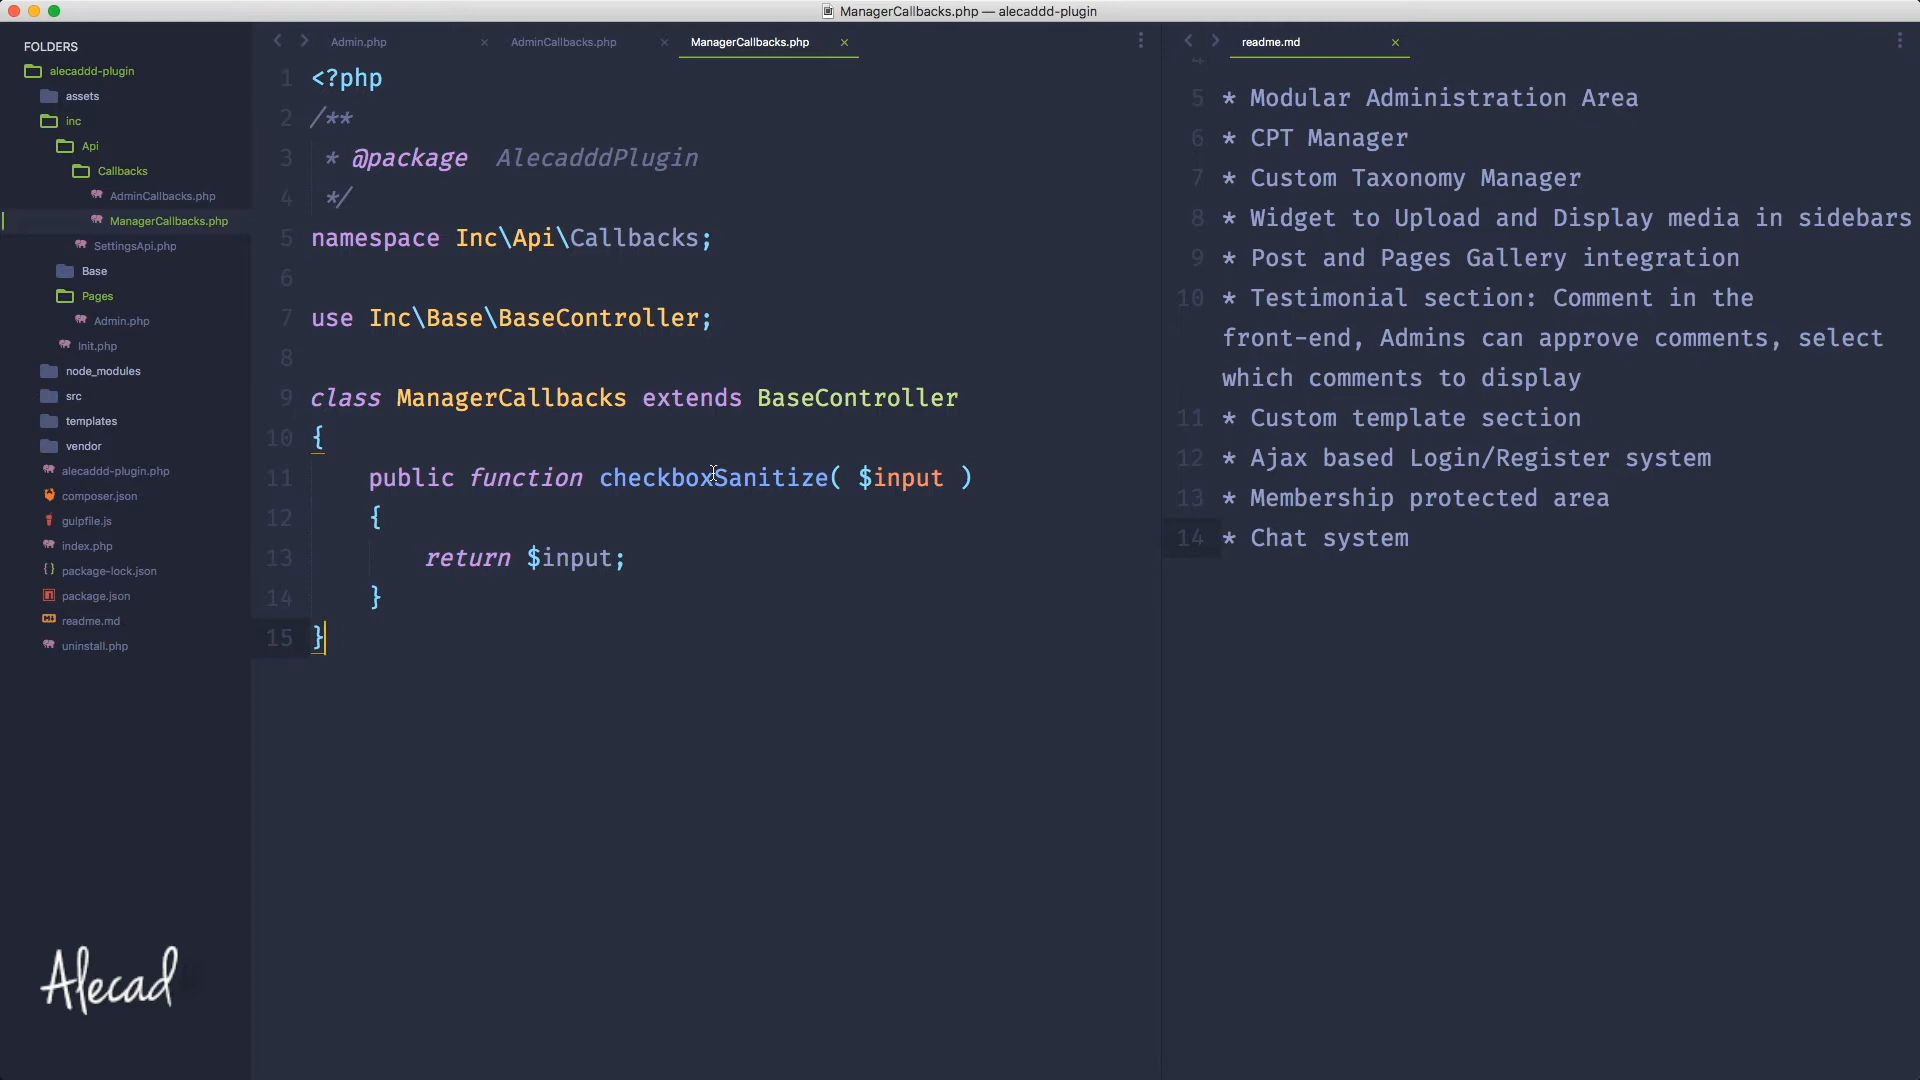 ManagerCallbacks.php — alecaddd-plugin
FOLDERS
alecaddd-plugin
assets
inc
Api
Callbacks
AdminCallbacks.php
ManagerCallbacks.php
SettingsApi.php
Base
Pages
Admin.php
Init.php
node_modules
src
templates
vendor
alecaddd-plugin.php
composer.json
gulpfile.js
index.php
package-lock.json
package.json
readme.md
uninstall.php
Alecad
Admin.php
AdminCallbacks.php
ManagerCallbacks.php
1 <?php
2 /**
3 * @package AlecadddPlugin
4 */
5 namespace Inc\Api\Callbacks;
6
7 use Inc\Base\BaseController;
8
9 class ManagerCallbacks extends BaseController
10 {
11 public function checkboxSanitize( $input )
12 {
13 return $input;
14 }
15 }
readme.md
5 * Modular Administration Area
6 * CPT Manager
7 * Custom Taxonomy Manager
8 * Widget to Upload and Display media in sidebars
9 * Post and Pages Gallery integration
10 * Testimonial section: Comment in the
front-end, Admins can approve comments, select
which comments to display
11 * Custom template section
12 * Ajax based Login/Register system
13 * Membership protected area
14 * Chat system